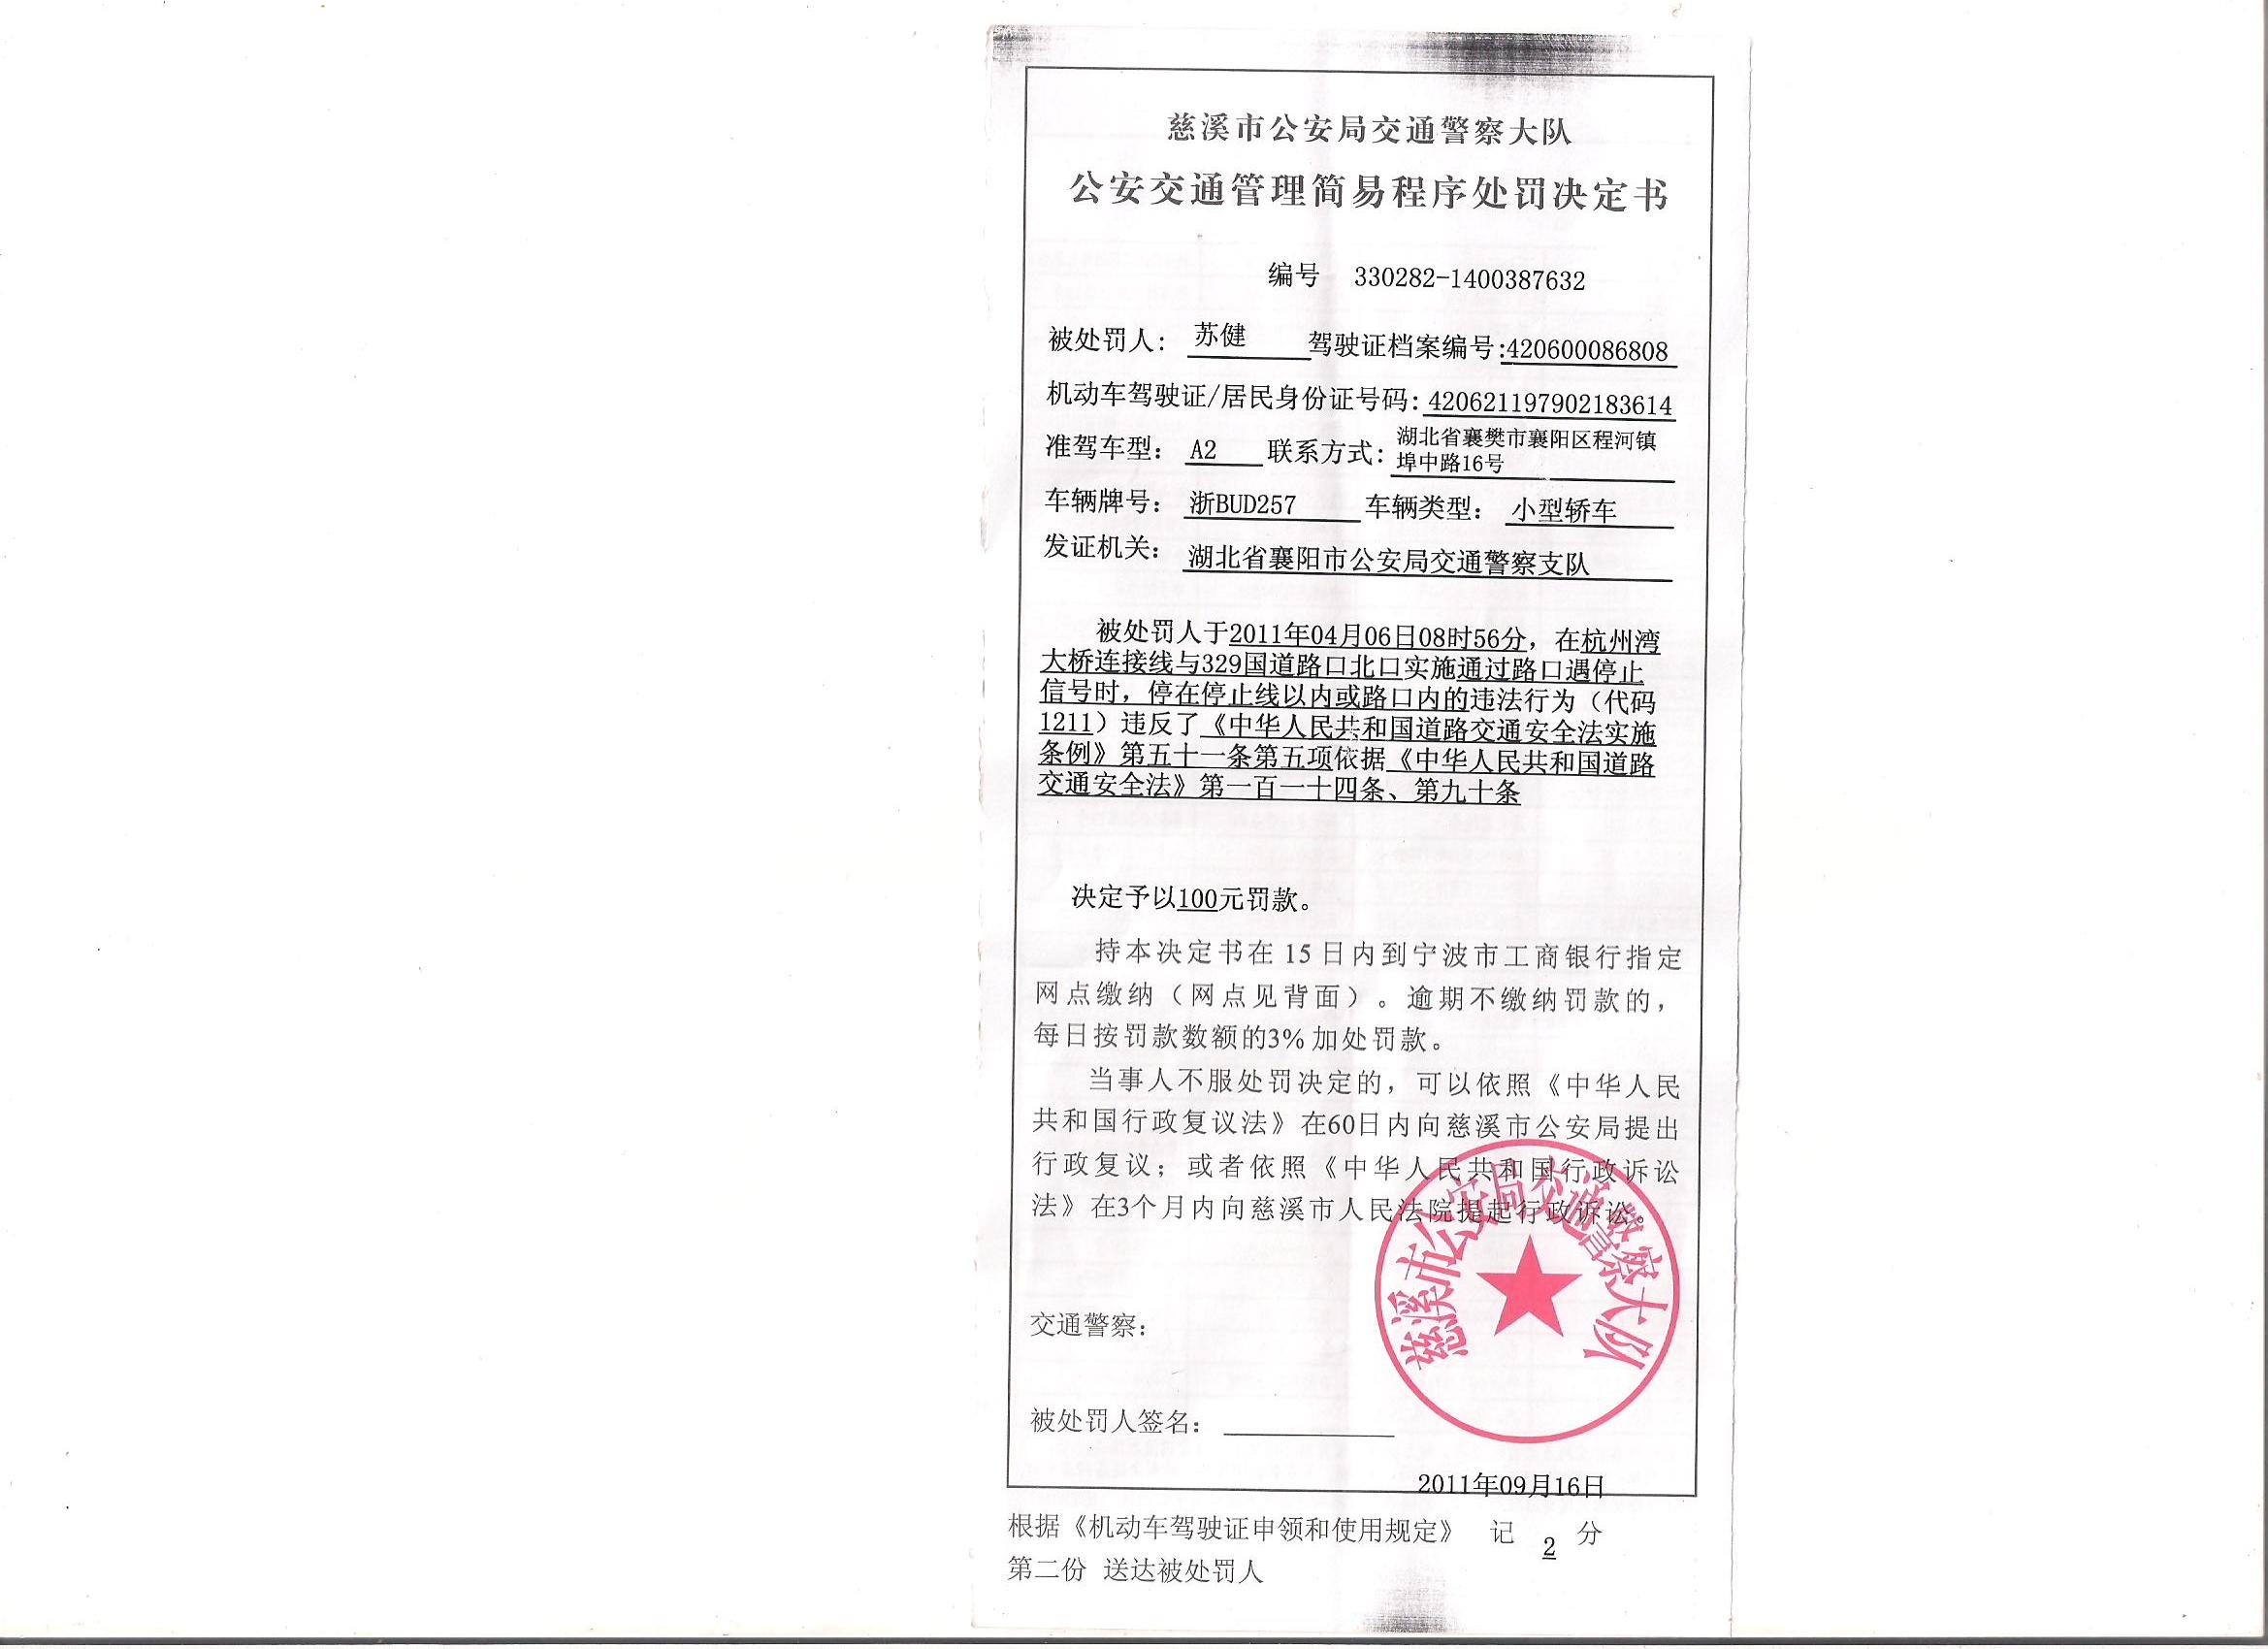 慈溪市公安局交通警察大队
公安交通管理简易程序处罚决定书
编号 330282-1400387632
被处罚人: 苏健 驾驶证档案编号:420600086808
机动车驾驶证/居民身份证号码: 420621197902183614
准驾车型: A2 联系方式: 湖北省襄樊市襄阳区程河镇
埠中路16号
车辆牌号: 浙BUD257 车辆类型: 小型轿车
发证机关: 湖北省襄阳市公安局交通警察支队
被处罚人于2011年04月06日08时56分，在杭州湾
大桥连接线与329国道路口北口实施通过路口遇停止
信号时，停在停止线以内或路口内的违法行为（代码
1211）违反了《中华人民共和国道路交通安全法实施
条例》第五十一条第五项依据《中华人民共和国道路
交通安全法》第一百一十四条、第九十条
决定予以100元罚款。
持本决定书在15日内到宁波市工商银行指定
网点缴纳（网点见背面）。逾期不缴纳罚款的，
每日按罚款数额的3%加处罚款。
当事人不服处罚决定的，可以依照《中华人民
共和国行政复议法》在60日内向慈溪市公安局提出
行政复议；或者依照《中华人民共和国行政诉讼
法》在3个月内向慈溪市人民法院提起行政诉讼。
慈溪市公安局交通警察大队
交通警察:
被处罚人签名:
2011年09月16日
根据《机动车驾驶证申领和使用规定》 记 2 分
第二份 送达被处罚人